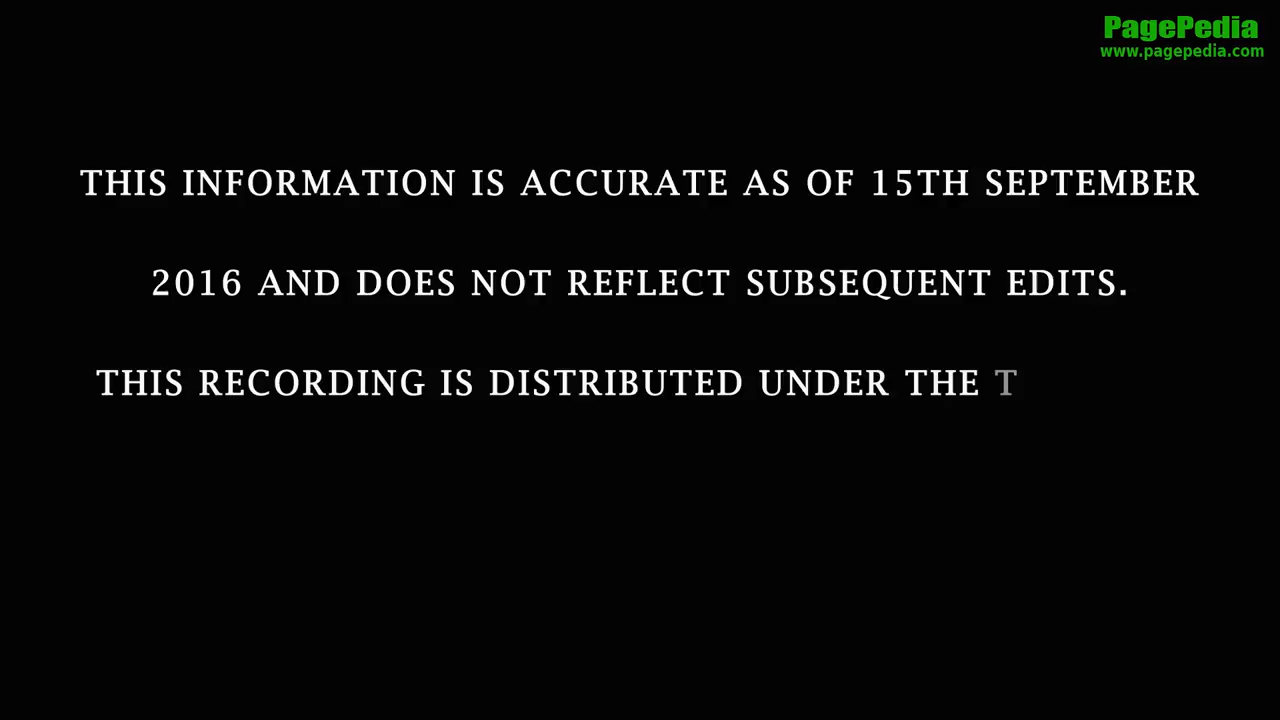 PagePedia
www.pagepedia.com
THIS INFORMATION IS ACCURATE AS OF 15TH SEPTEMBER
2016 AND DOES NOT REFLECT SUBSEQUENT EDITS.
THIS RECORDING IS DISTRIBUTED UNDER THE T